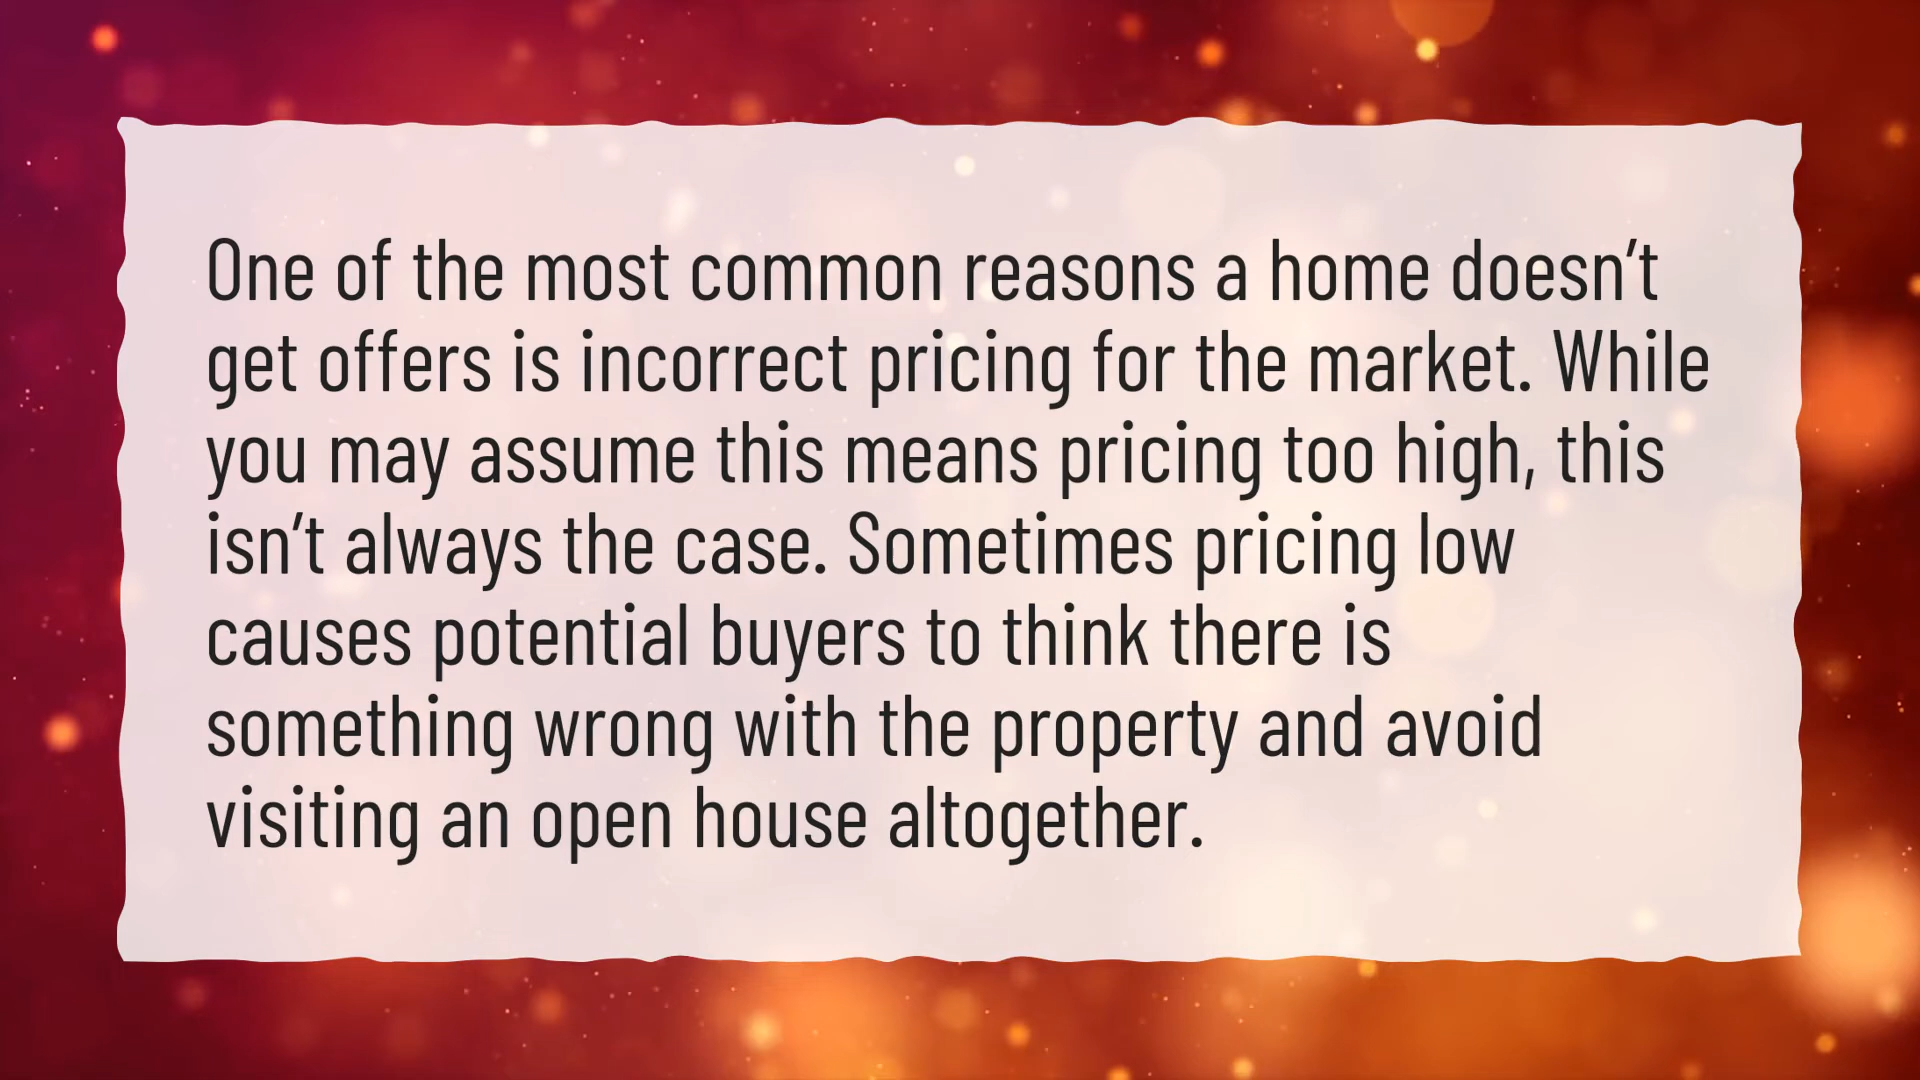 One of the most common reasons a home doesn’t
get offers is incorrect pricing for the market. While
you may assume this means pricing too high, this
isn’t always the case. Sometimes pricing low
causes potential buyers to think there is
something wrong with the property and avoid
visiting an open house altogether.